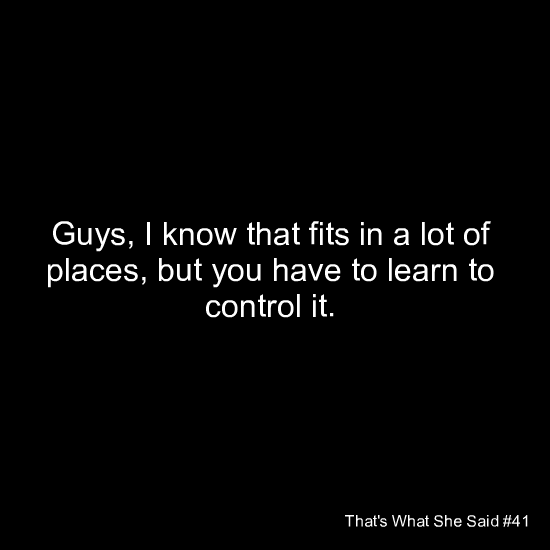 Guys, I know that fits in a lot of
places, but you have to learn to
control it.
That's What She Said #41